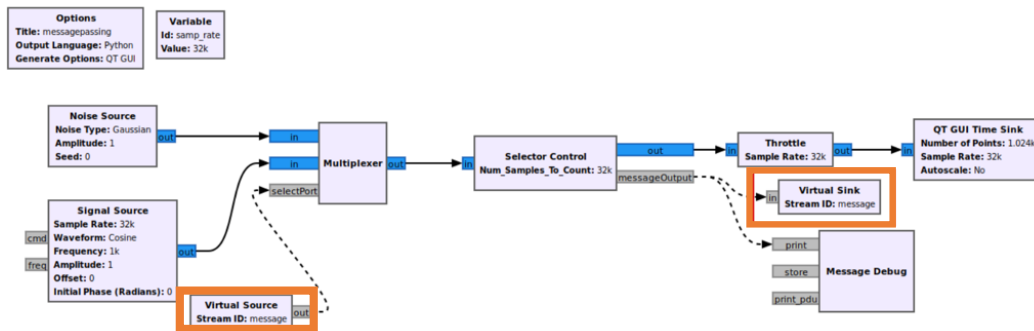 Options
Title: messagepassing
Output Language: Python
Generate Options: QT GUI
Variable
Id: samp_rate
Value: 32k
Noise Source
Noise Type: Gaussian
Amplitude: 1
Seed: 0
out
in
in
selectPort
Multiplexer
out
in
Selector Control
Num_Samples_To_Count: 32k
out
messageOutput
in
Throttle
Sample Rate: 32k
out
in
QT GUI Time Sink
Number of Points: 1.024k
Sample Rate: 32k
Autoscale: No
in
Virtual Sink
Stream ID: message
print
store
print_pdu
Message Debug
cmd
freq
Signal Source
Sample Rate: 32k
Waveform: Cosine
Frequency: 1k
Amplitude: 1
Offset: 0
Initial Phase (Radians): 0
out
Virtual Source
Stream ID: message
out